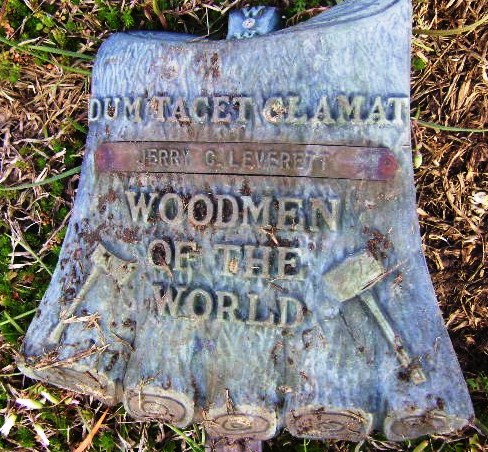 W
DUM TACET CLAMAT
JERRY C. LEVERETT
WOODMEN
OF THE
WORLD